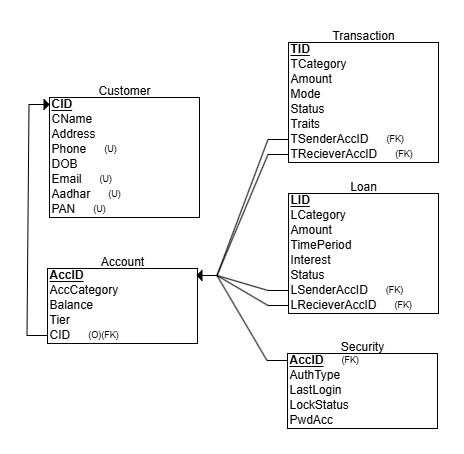 Customer
CID
CName
Address
Phone (U)
DOB
Email (U)
Aadhar (U)
PAN (U)
Account
AccID
AccCategory
Balance
Tier
CID (O)(FK)
Transaction
TID
TCategory
Amount
Mode
Status
Traits
TSenderAccID (FK)
TRecieverAccID (FK)
Loan
LID
LCategory
Amount
TimePeriod
Interest
Status
LSenderAccID (FK)
LRecieverAccID (FK)
Security
AccID (FK)
AuthType
LastLogin
LockStatus
PwdAcc